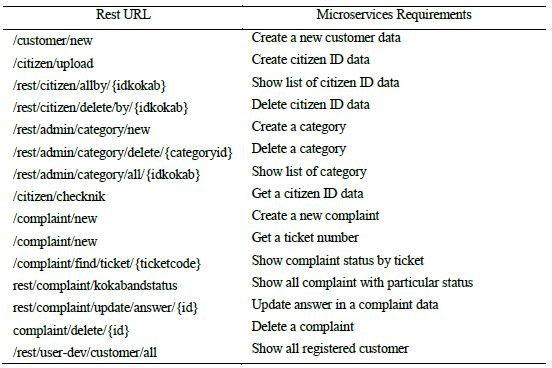 Rest URL Microservices Requirements
/customer/new Create a new customer data
/citizen/upload Create citizen ID data
/rest/citizen/allby/{idkokab} Show list of citizen ID data
/rest/citizen/delete/by/{idkokab} Delete citizen ID data
/rest/admin/category/new Create a category
/rest/admin/category/delete/{categoryid} Delete a category
/rest/admin/category/all/{idkokab} Show list of category
/citizen/checknik Get a citizen ID data
/complaint/new Create a new complaint
/complaint/new Get a ticket number
/complaint/find/ticket/{ticketcode} Show complaint status by ticket
rest/complaint/kokabandstatus Show all complaint with particular status
rest/complaint/update/answer/{id} Update answer in a complaint data
complaint/delete/{id} Delete a complaint
/rest/user-dev/customer/all Show all registered customer